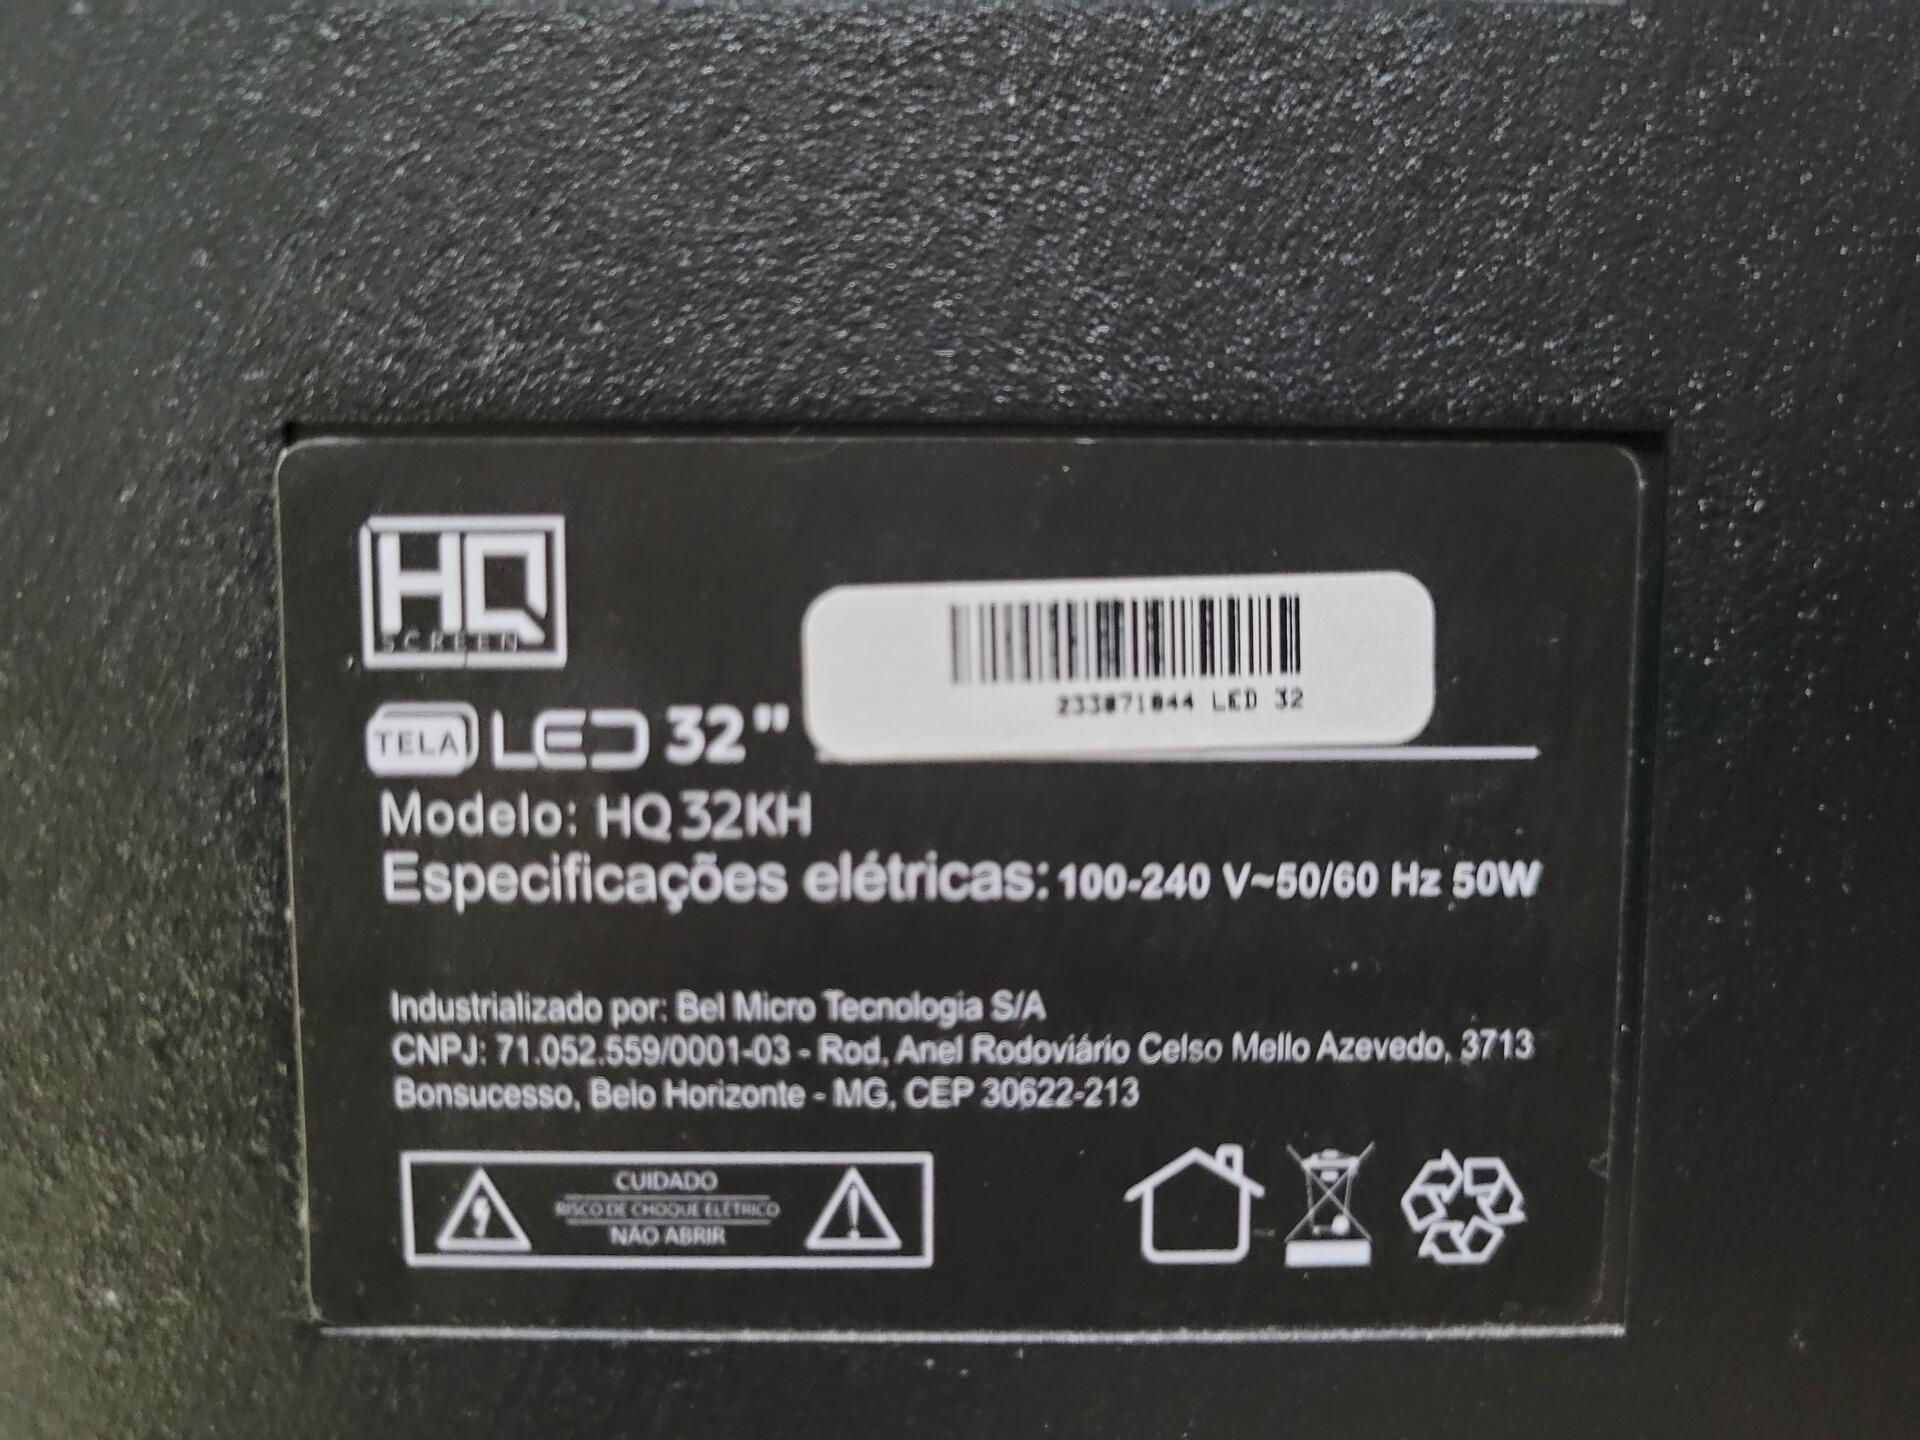 HQ
SCREEN
233071044 LED 32
TELA LED 32"
Modelo: HQ32KH
Especificações elétricas: 100-240 V~50/60 Hz 50W
Industrializado por: Bel Micro Tecnologia S/A
CNPJ: 71.052.559/0001-03 - Rod. Anel Rodoviário Celso Mello Azevedo, 3713
Bonsucesso, Belo Horizonte - MG, CEP 30622-213
CUIDADO
RISCO DE CHOQUE ELÉTRICO
NÃO ABRIR